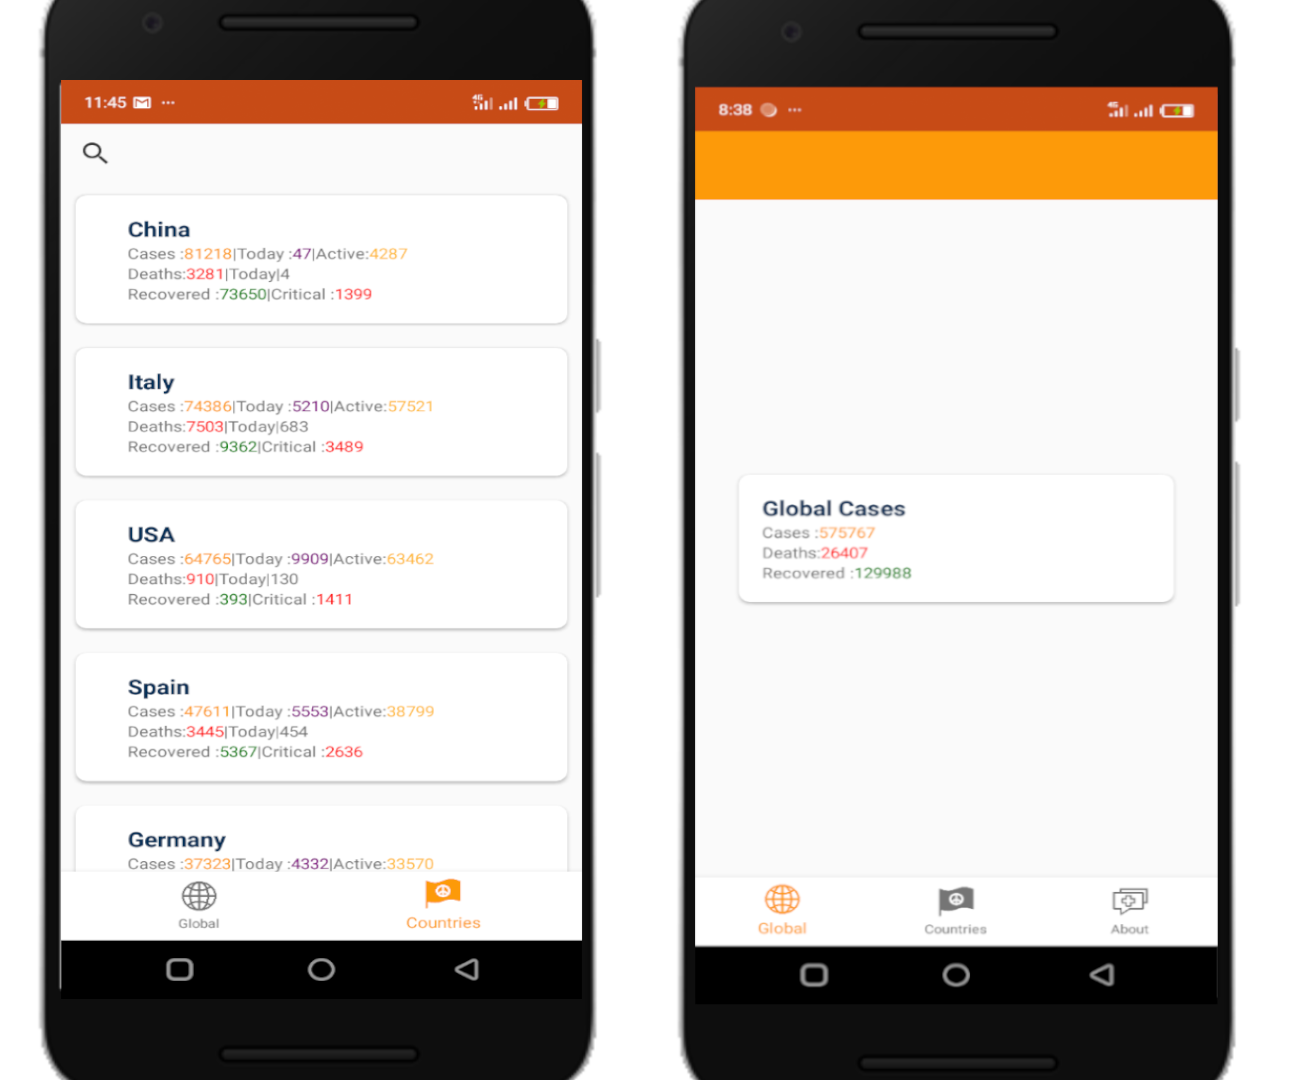 11:45
China
Cases :81218|Today :47|Active:4287
Deaths:3281|Today|4
Recovered :73650|Critical :1399
Italy
Cases :74386|Today :5210|Active:57521
Deaths:7503|Today|683
Recovered :9362|Critical :3489
USA
Cases :64765|Today :9909|Active:63462
Deaths:910|Today|130
Recovered :393|Critical :1411
Spain
Cases :47611|Today :5553|Active:38799
Deaths:3445|Today|454
Recovered :5367|Critical :2636
Germany
Cases :37323|Today :4332|Active:33570
Global
Countries
8:38
Global Cases
Cases :575767
Deaths:26407
Recovered :129988
Global
Countries
About